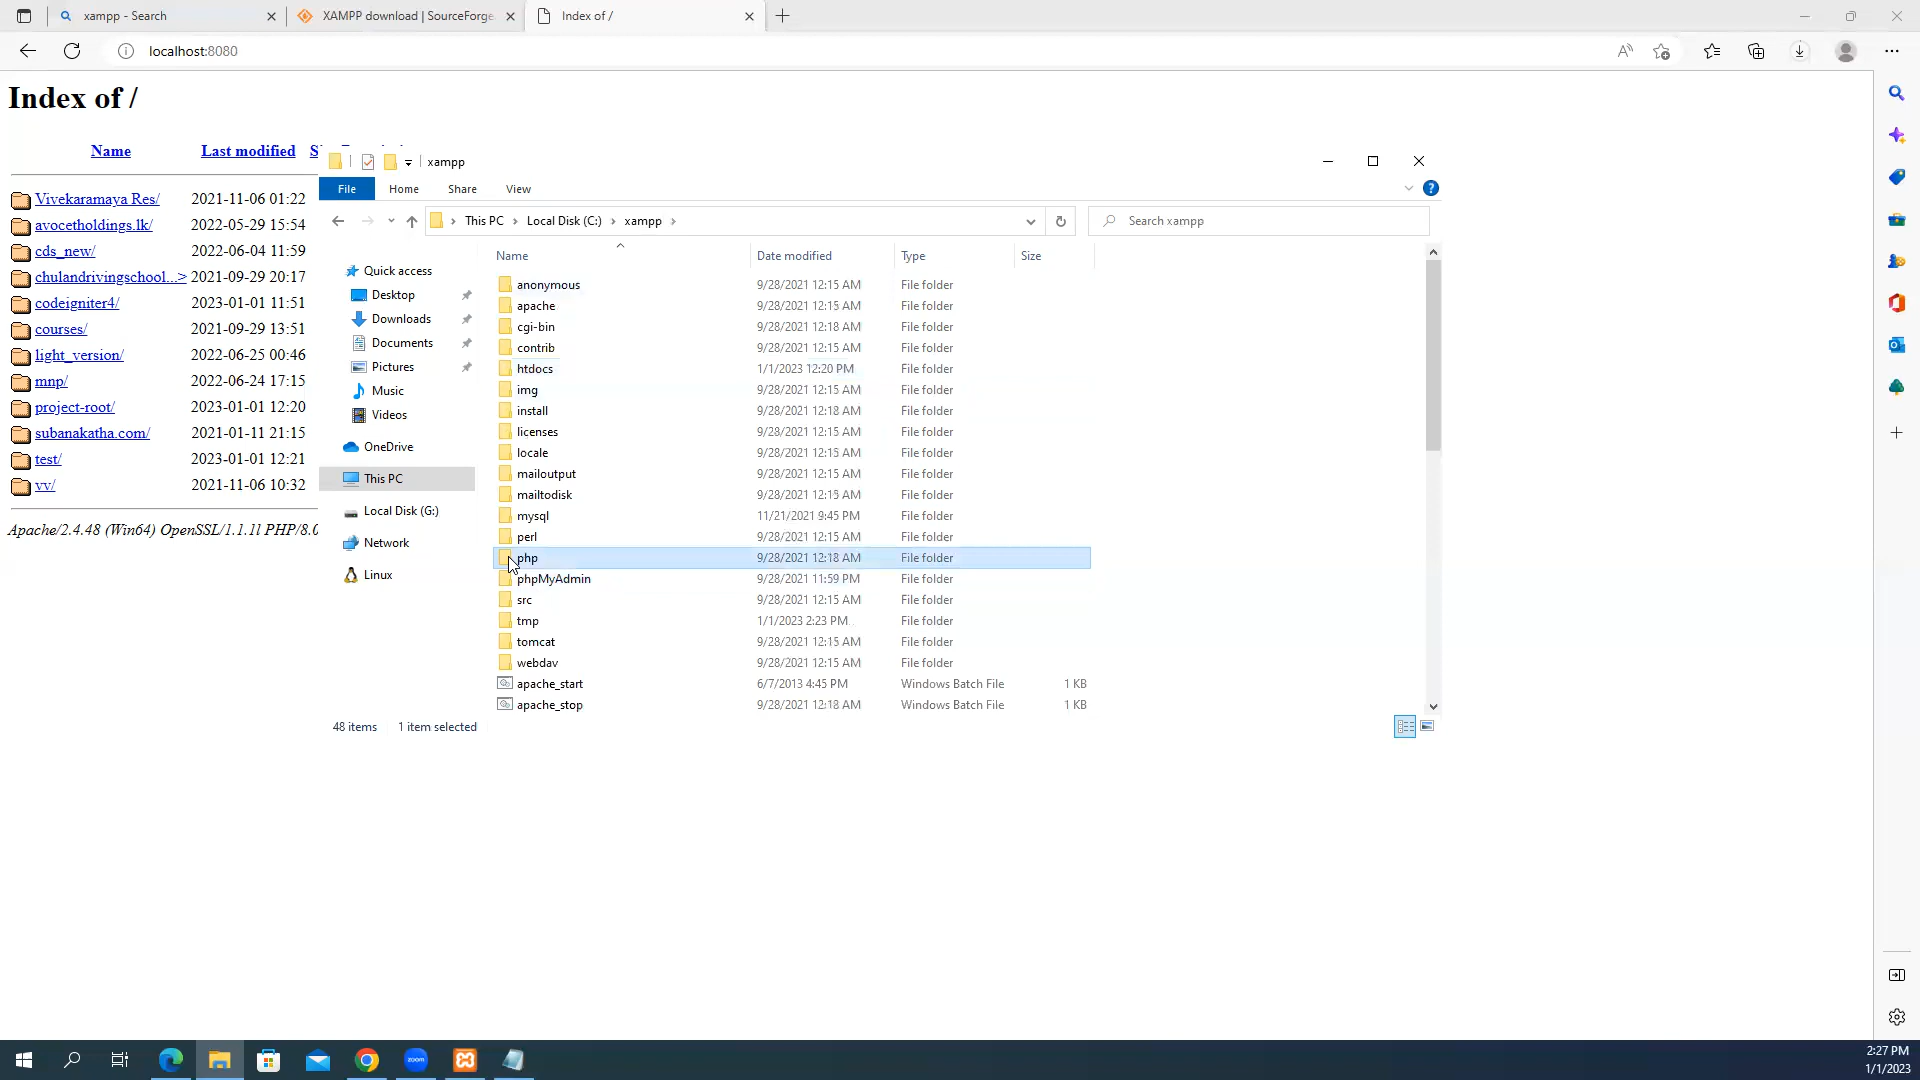 xampp - Search
XAMPP download | SourceForge
Index of /
localhost:8080
Index of /
Name Last modified S
Vivekaramaya Res/ 2021-11-06 01:22
avocetholdings.lk/ 2022-05-29 15:54
cds_new/ 2022-06-04 11:59
chulandrivingschool...> 2021-09-29 20:17
codeigniter4/ 2023-01-01 11:51
courses/ 2021-09-29 13:51
light_version/ 2022-06-25 00:46
mnp/ 2022-06-24 17:15
project-root/ 2023-01-01 12:20
subanakatha.com/ 2021-01-11 21:15
test/ 2023-01-01 12:21
vv/ 2021-11-06 10:32
Apache/2.4.48 (Win64) OpenSSL/1.1.1l PHP/8.0
xampp
File Home Share View
This PC > Local Disk (C:) > xampp >
Search xampp
Quick access
Desktop
Downloads
Documents
Pictures
Music
Videos
OneDrive
This PC
Local Disk (G:)
Network
Linux
Name Date modified Type Size
anonymous 9/28/2021 12:15 AM File folder
apache 9/28/2021 12:15 AM File folder
cgi-bin 9/28/2021 12:18 AM File folder
contrib 9/28/2021 12:15 AM File folder
htdocs 1/1/2023 12:20 PM File folder
img 9/28/2021 12:15 AM File folder
install 9/28/2021 12:18 AM File folder
licenses 9/28/2021 12:15 AM File folder
locale 9/28/2021 12:15 AM File folder
mailoutput 9/28/2021 12:15 AM File folder
mailtodisk 9/28/2021 12:15 AM File folder
mysql 11/21/2021 9:45 PM File folder
perl 9/28/2021 12:15 AM File folder
php 9/28/2021 12:18 AM File folder
phpMyAdmin 9/28/2021 11:59 PM File folder
src 9/28/2021 12:15 AM File folder
tmp 1/1/2023 2:23 PM File folder
tomcat 9/28/2021 12:15 AM File folder
webdav 9/28/2021 12:15 AM File folder
apache_start 6/7/2013 4:45 PM Windows Batch File 1 KB
apache_stop 9/28/2021 12:18 AM Windows Batch File 1 KB
48 items 1 item selected
zoom
2:27 PM
1/1/2023